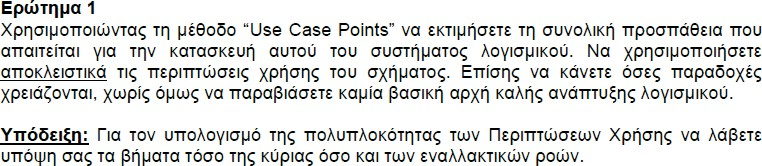 Ερώτημα 1
Χρησιμοποιώντας τη μέθοδο “Use Case Points” να εκτιμήσετε τη συνολική προσπάθεια που
απαιτείται για την κατασκευή αυτού του συστήματος λογισμικού. Να χρησιμοποιήσετε
αποκλειστικά τις περιπτώσεις χρήσης του σχήματος. Επίσης να κάνετε όσες παραδοχές
χρειάζονται, χωρίς όμως να παραβιάσετε καμία βασική αρχή καλής ανάπτυξης λογισμικού.
Υπόδειξη: Για τον υπολογισμό της πολυπλοκότητας των Περιπτώσεων Χρήσης να λάβετε
υπόψη σας τα βήματα τόσο της κύριας όσο και των εναλλακτικών ροών.